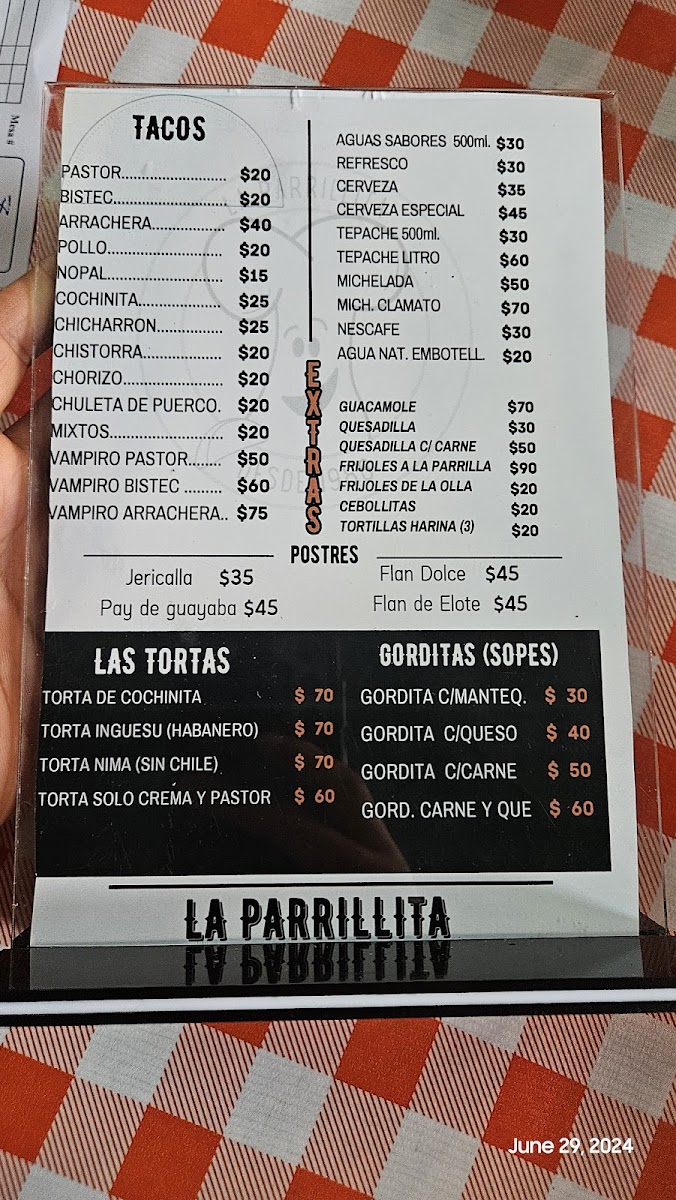 Mesa #
TACOS
PASTOR............................ $20
BISTEC.............................. $20
ARRACHERA................... $40
POLLO.............................. $20
NOPAL.............................. $15
COCHINITA...................... $25
CHICHARRON................. $25
CHISTORRA..................... $20
CHORIZO.......................... $20
CHULETA DE PUERCO. $20
MIXTOS............................. $20
VAMPIRO PASTOR........ $50
VAMPIRO BISTEC ......... $60
VAMPIRO ARRACHERA.. $75
AGUAS SABORES 500ml. $30
REFRESCO $30
CERVEZA $35
CERVEZA ESPECIAL $45
TEPACHE 500ml. $30
TEPACHE LITRO $60
MICHELADA $50
MICH. CLAMATO $70
NESCAFE $30
AGUA NAT. EMBOTELL. $20
EXTRAS
GUACAMOLE $70
QUESADILLA $30
QUESADILLA C/ CARNE $50
FRIJOLES A LA PARRILLA $90
FRIJOLES DE LA OLLA $20
CEBOLLITAS $20
TORTILLAS HARINA (3) $20
POSTRES
Jericalla $35
Pay de guayaba $45
Flan Dolce $45
Flan de Elote $45
LAS TORTAS
TORTA DE COCHINITA $ 70
TORTA INGUESU (HABANERO) $ 70
TORTA NIMA (SIN CHILE) $ 70
TORTA SOLO CREMA Y PASTOR $ 60
GORDITAS (SOPES)
GORDITA C/MANTEQ. $ 30
GORDITA C/QUESO $ 40
GORDITA C/CARNE $ 50
GORD. CARNE Y QUE $ 60
LA PARRILLITA
June 29, 2024